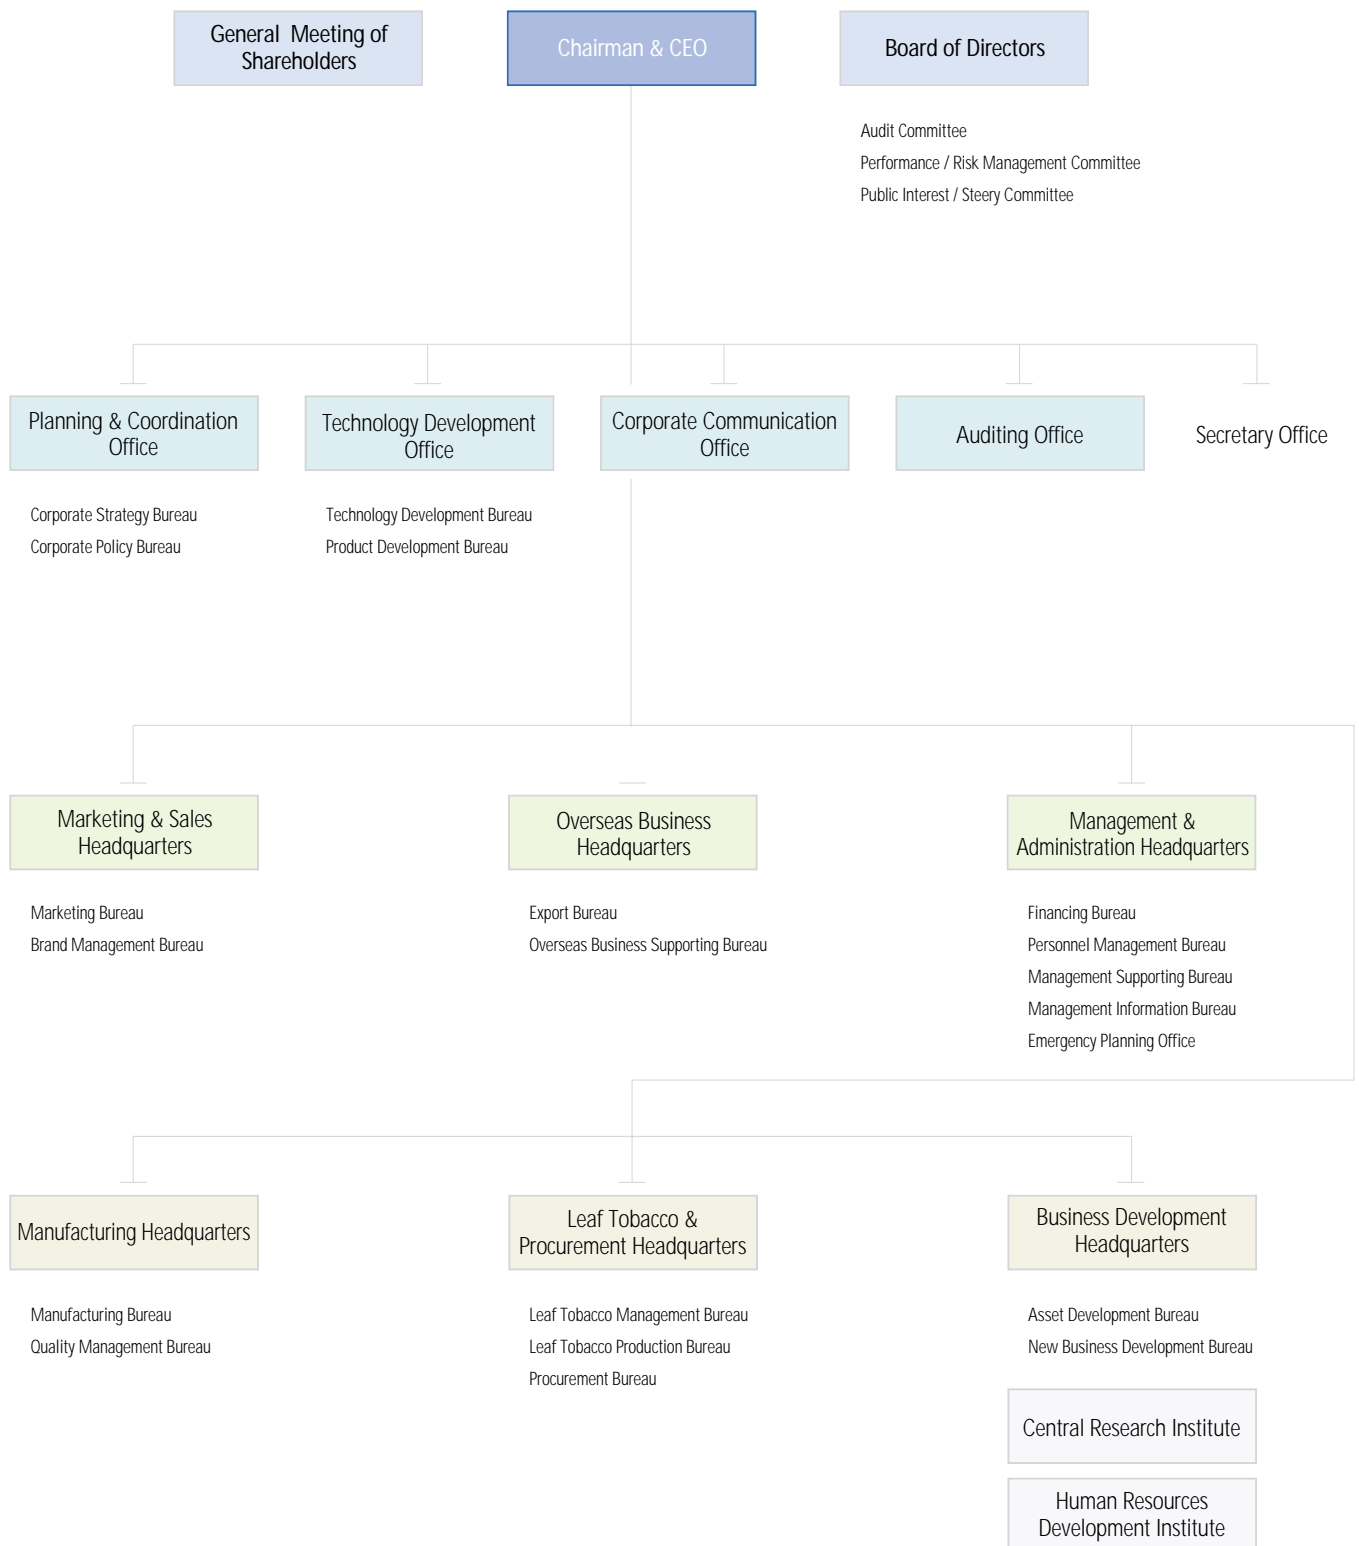 General Meeting of
Shareholders
Chairman & CEO
Board of Directors
Audit Committee
Performance / Risk Management Committee
Public Interest / Steery Committee
Planning & Coordination
Office
Technology Development
Office
Corporate Communication
Office
Auditing Office
Secretary Office
Corporate Strategy Bureau
Corporate Policy Bureau
Technology Development Bureau
Product Development Bureau
Marketing & Sales
Headquarters
Overseas Business
Headquarters
Management &
Administration Headquarters
Marketing Bureau
Brand Management Bureau
Export Bureau
Overseas Business Supporting Bureau
Financing Bureau
Personnel Management Bureau
Management Supporting Bureau
Management Information Bureau
Emergency Planning Office
Manufacturing Headquarters
Leaf Tobacco &
Procurement Headquarters
Business Development
Headquarters
Manufacturing Bureau
Quality Management Bureau
Leaf Tobacco Management Bureau
Leaf Tobacco Production Bureau
Procurement Bureau
Asset Development Bureau
New Business Development Bureau
Central Research Institute
Human Resources
Development Institute